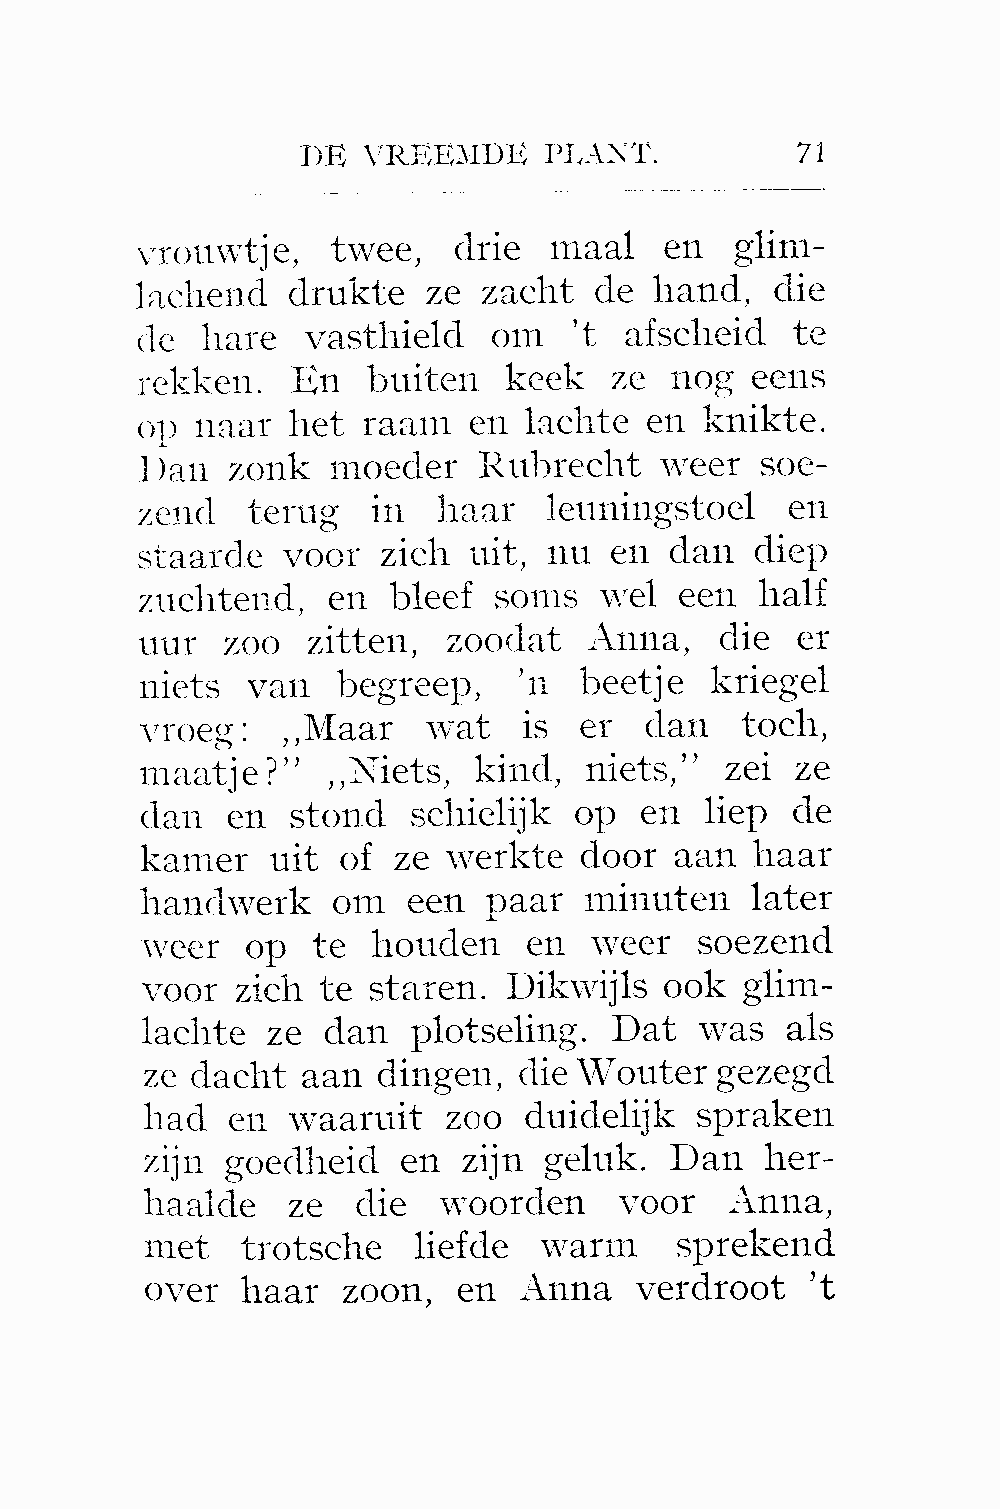 DE VREEMDE PLANT. 71
vrouwtje, twee, drie maal en glim-
lachend drukte ze zacht de hand, die
de hare vasthield om 't afscheid te
rekken. En buiten keek ze nog eens
op naar het raam en lachte en knikte.
Dan zonk moeder Rubrecht weer soe-
zend terug in haar leuningstoel en
staarde voor zich uit, nu en dan diep
zuchtend, en bleef soms wel een half
uur zoo zitten, zoodat Anna, die er
niets van begreep, 'n beetje kriegel
vroeg: ,,Maar wat is er dan toch,
maatje?” ,,Niets, kind, niets,” zei ze
dan en stond schielijk op en liep de
kamer uit of ze werkte door aan haar
handwerk om een paar minuten later
weer op te houden en weer soezend
voor zich te staren. Dikwijls ook glim-
lachte ze dan plotseling. Dat was als
ze dacht aan dingen, die Wouter gezegd
had en waaruit zoo duidelijk spraken
zijn goedheid en zijn geluk. Dan her-
haalde ze die woorden voor Anna,
met trotsche liefde warm sprekend
over haar zoon, en Anna verdroot 't